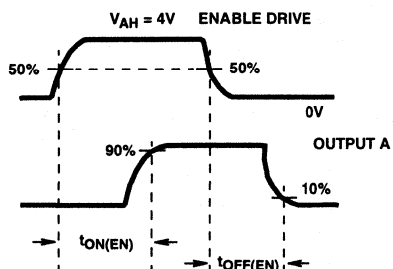 V_AH = 4V ENABLE DRIVE
50% 50%
0V
OUTPUT A
90%
10%
t_ON(EN) t_OFF(EN)